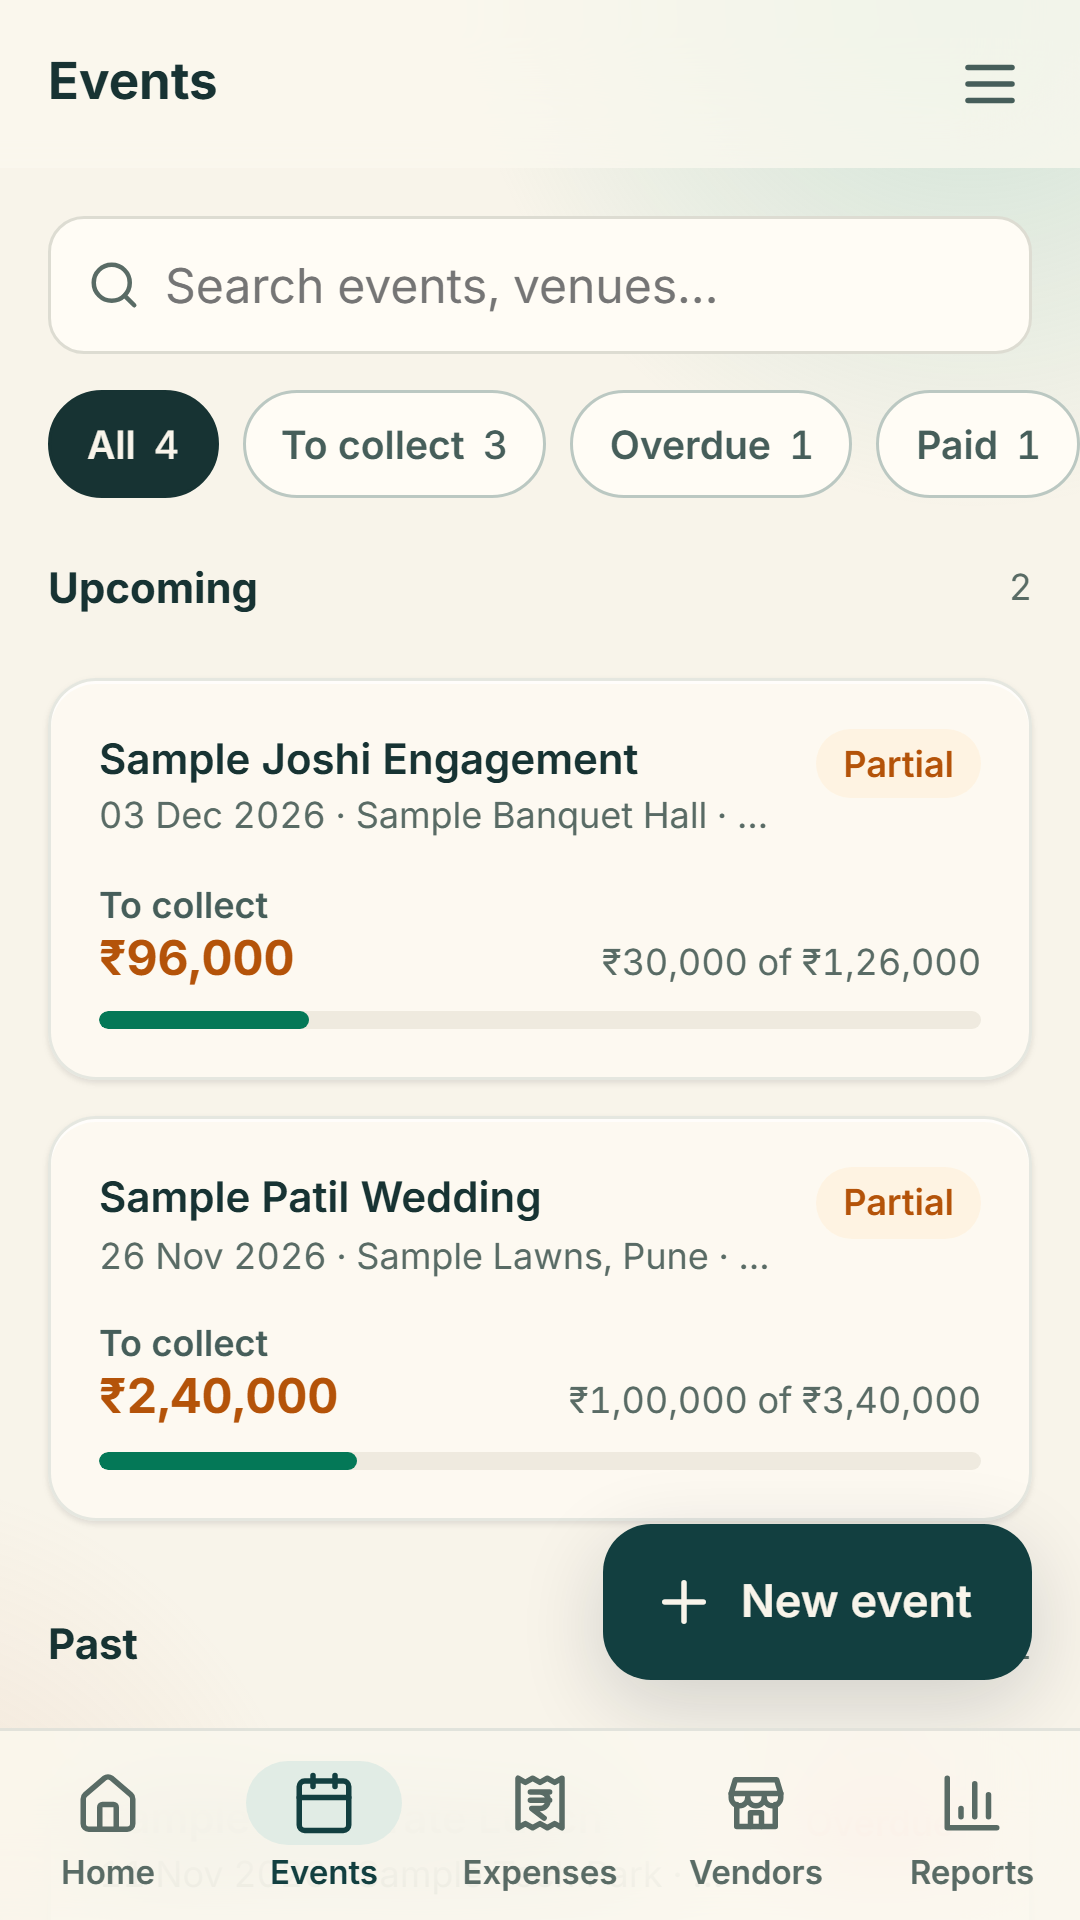 Events
Search events, venues...
All 4
To collect 3
Overdue 1
Paid 1
Upcoming
2
Sample Joshi Engagement
Partial
03 Dec 2026 · Sample Banquet Hall · ...
To collect
₹96,000
₹30,000 of ₹1,26,000
Sample Patil Wedding
Partial
26 Nov 2026 · Sample Lawns, Pune · ...
To collect
₹2,40,000
₹1,00,000 of ₹3,40,000
New event
Past
Home
Events
Expenses
Vendors
Reports